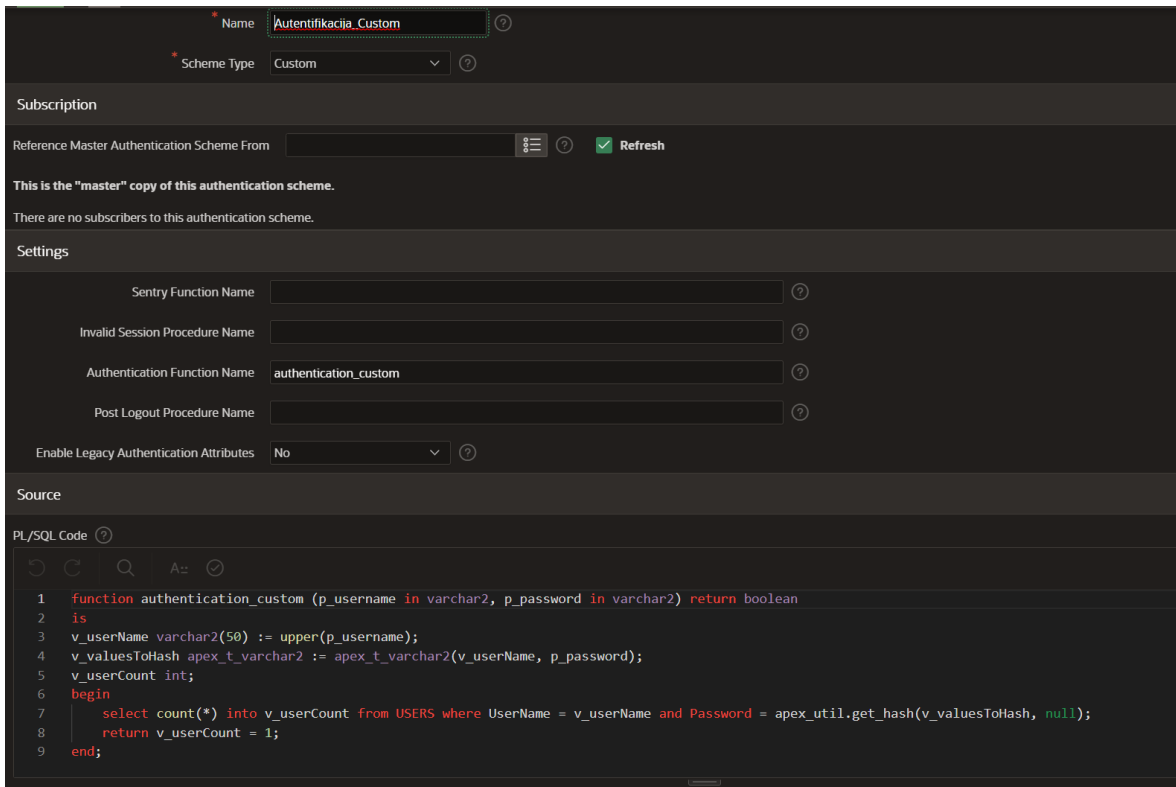 * Name Autentifikacija_Custom
* Scheme Type Custom
Subscription
Reference Master Authentication Scheme From Refresh
This is the "master" copy of this authentication scheme.
There are no subscribers to this authentication scheme.
Settings
Sentry Function Name
Invalid Session Procedure Name
Authentication Function Name authentication_custom
Post Logout Procedure Name
Enable Legacy Authentication Attributes No
Source
PL/SQL Code
A::
1 function authentication_custom (p_username in varchar2, p_password in varchar2) return boolean
2 is
3 v_userName varchar2(50) := upper(p_username);
4 v_valuesToHash apex_t_varchar2 := apex_t_varchar2(v_userName, p_password);
5 v_userCount int;
6 begin
7 select count(*) into v_userCount from USERS where UserName = v_userName and Password = apex_util.get_hash(v_valuesToHash, null);
8 return v_userCount = 1;
9 end;